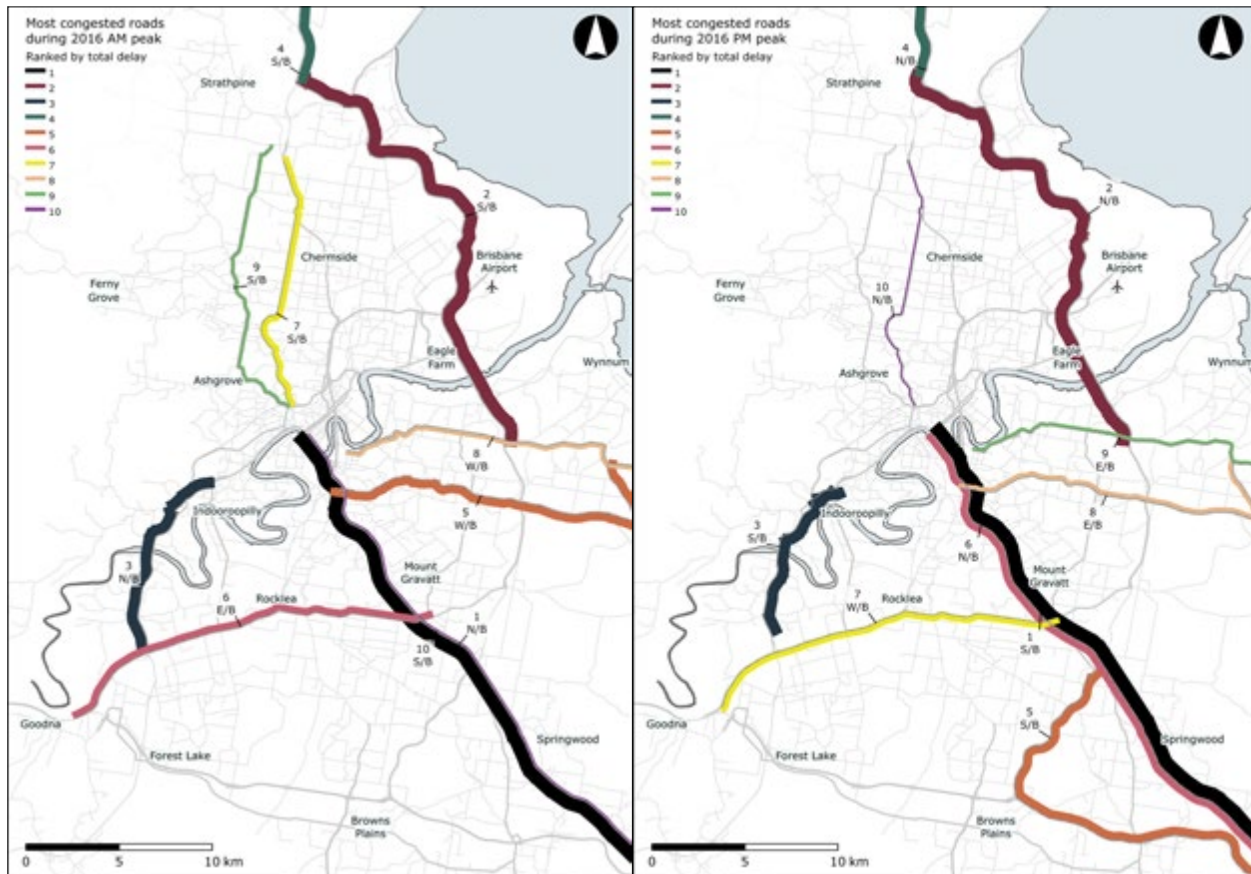 Most congested roads
during 2016 AM peak
Ranked by total delay
1
2
3
4
5
6
7
8
9
10
4
S/B
Strathpine
2
S/B
Chermside
Brisbane
Airport
9
S/B
Ferny
Grove
7
S/B
Eagle
Farm
Wynnum
Ashgrove
8
W/B
Indooroopilly
5
W/B
3
N/B
Mount
Gravatt
6
E/B
Rocklea
1
N/B
10
S/B
Goodna
Forest Lake
Springwood
Browns
Plains
0
5
10 km
Most congested roads
during 2016 PM peak
Ranked by total delay
1
2
3
4
5
6
7
8
9
10
4
N/B
Strathpine
2
N/B
Chermside
Brisbane
Airport
Ferny
Grove
10
N/B
Eagle
Farm
Wynnum
Ashgrove
9
E/B
Indooroopilly
8
E/B
3
S/B
6
N/B
Mount
Gravatt
7
W/B
Rocklea
1
S/B
5
S/B
Goodna
Forest Lake
Springwood
Browns
Plains
0
5
10 km